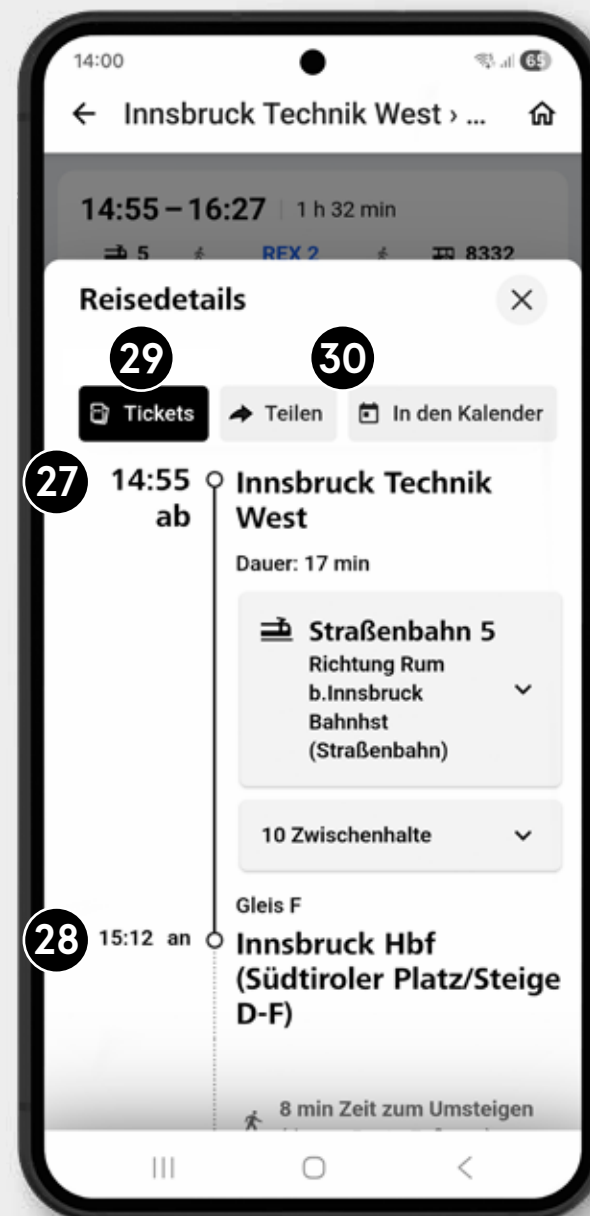 14:00 65
Innsbruck Technik West › ...
14:55 – 16:27 | 1 h 32 min
5 REX 2 8332
Reisedetails
29 30
Tickets Teilen In den Kalender
27 14:55 Innsbruck Technik
ab West
Dauer: 17 min
Straßenbahn 5
Richtung Rum
b.Innsbruck
Bahnhst
(Straßenbahn)
10 Zwischenhalte
Gleis F
28 15:12 an Innsbruck Hbf
(Südtiroler Platz/Steige
D-F)
8 min Zeit zum Umsteigen